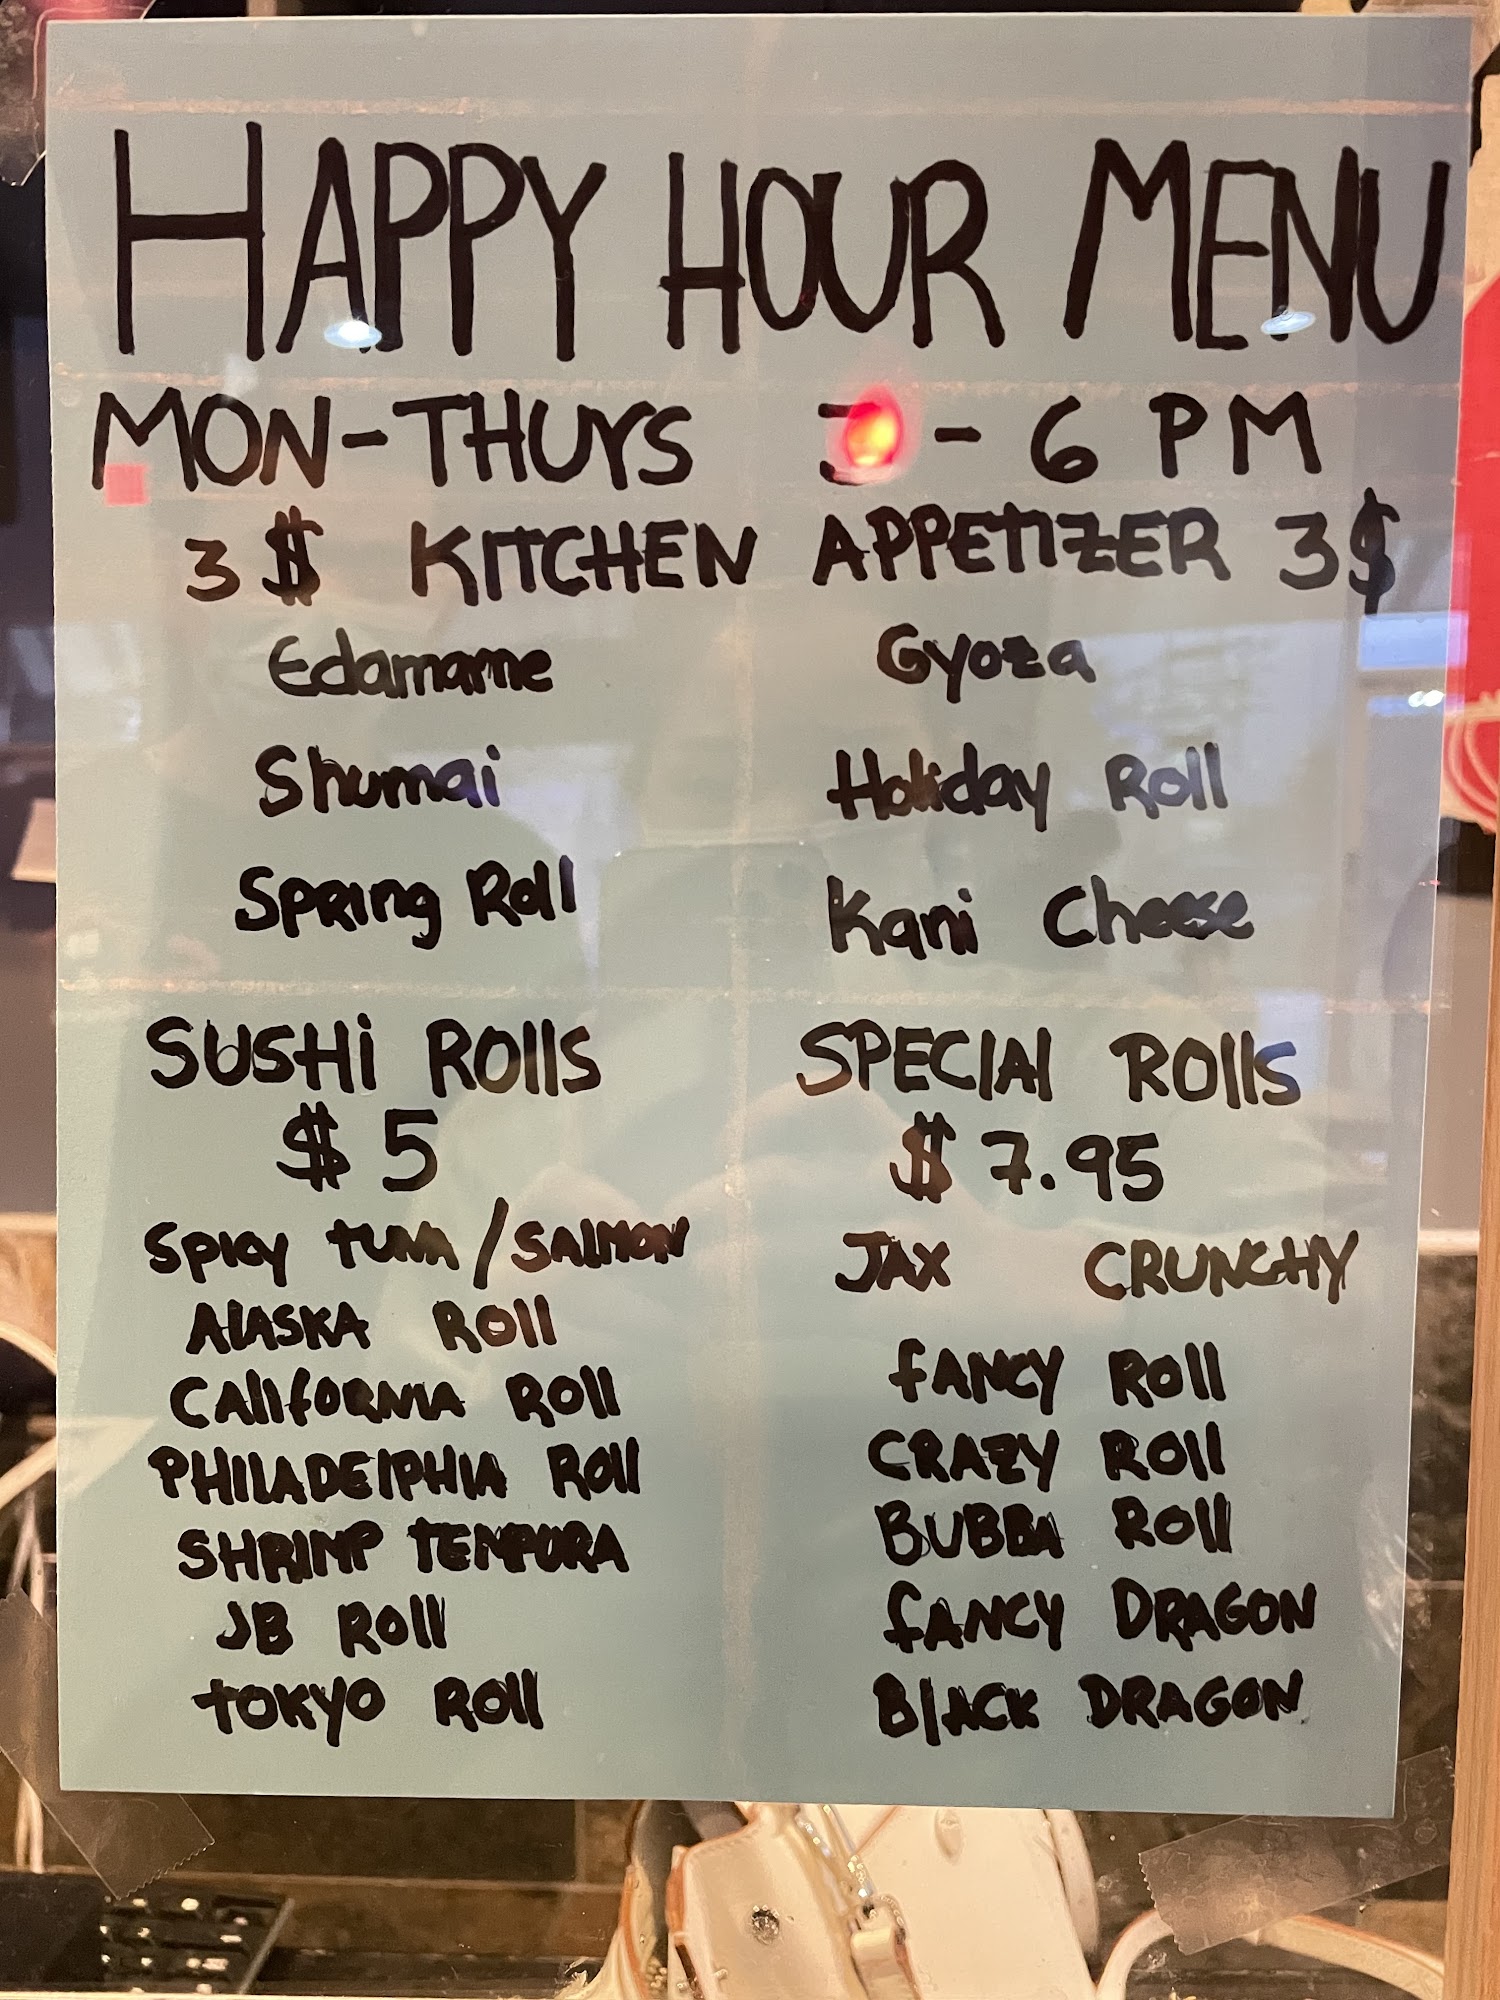 HAPPY HOUR MENU
MON-THURS - 6 PM
3$ KITCHEN APPETIZER 3$
Edamame
Shumai
Spring Roll
Gyoza
Holiday Roll
Kani Cheese
SUSHI ROllS
$5
SPICY TUNA/SAlMON
AlASKA ROll
CAlIfORNIA ROll
PHILADElPHIA ROll
SHRIMP TEMPURA
JB ROll
TOKYO ROll
SPECIAl ROllS
$7.95
JAX CRUNCHY
fANCY ROll
CRAZY ROll
BUBBA ROll
fANCY DRAGON
BlACK DRAGON